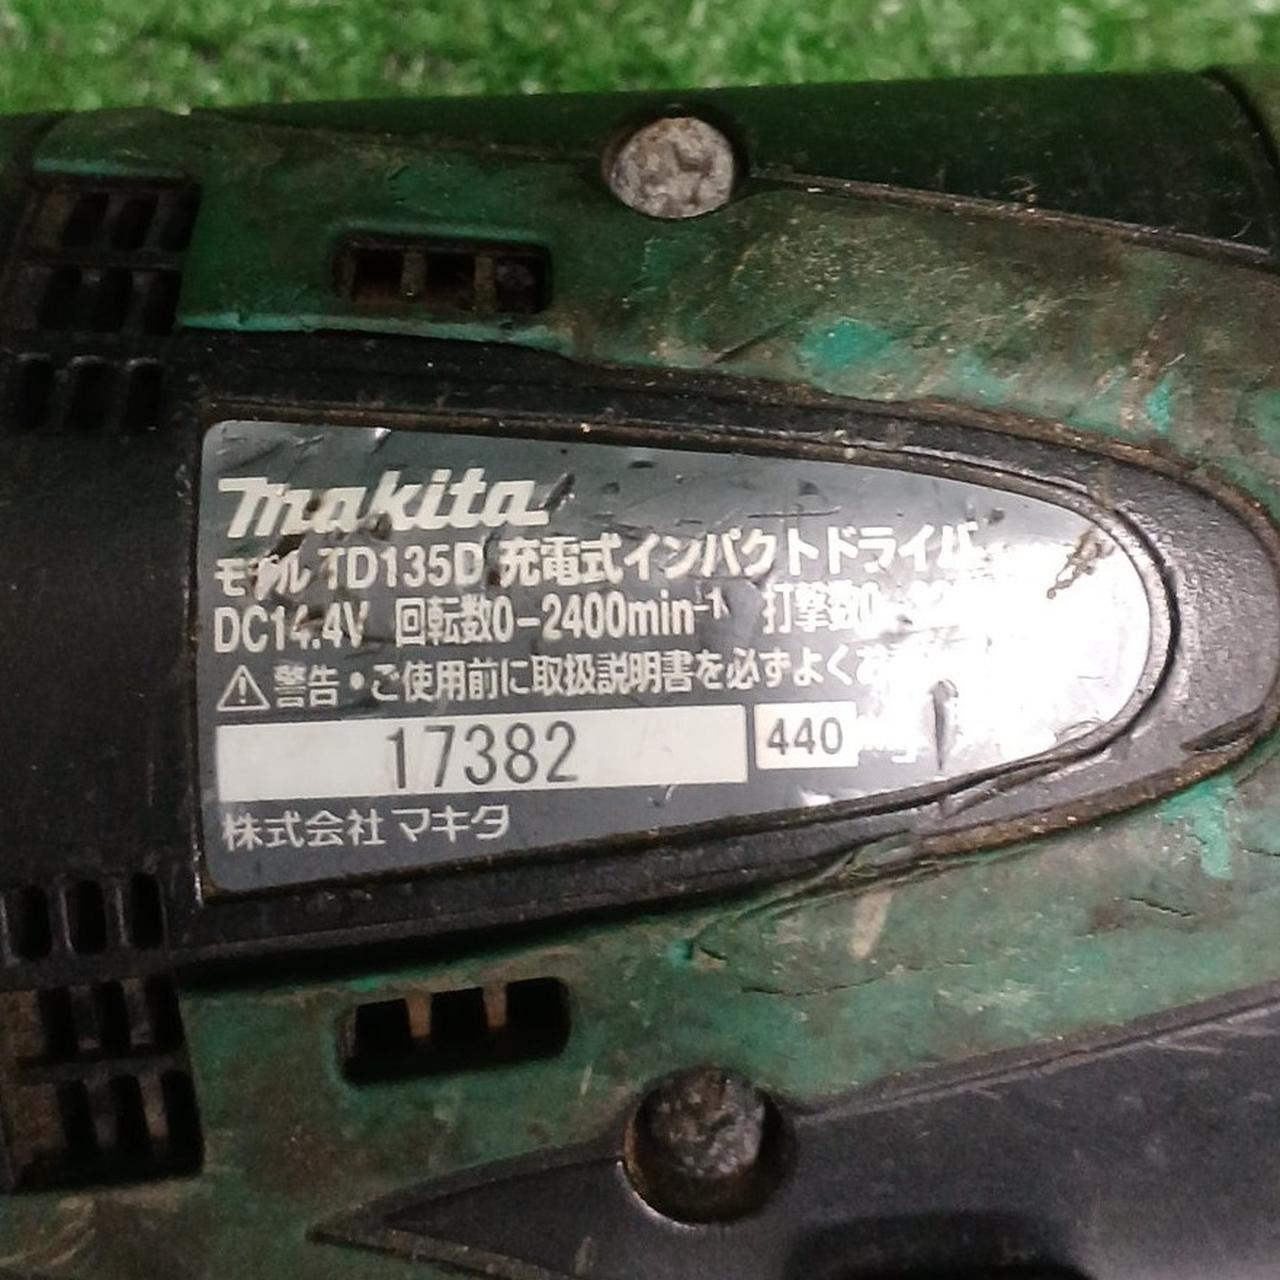 makita
モデル TD135D 充電式インパクトドライバ
DC14.4V 回転数0-2400min⁻¹ 打撃数0
警告・ご使用前に取扱説明書を必ずよくお
17382 440
株式会社マキタ